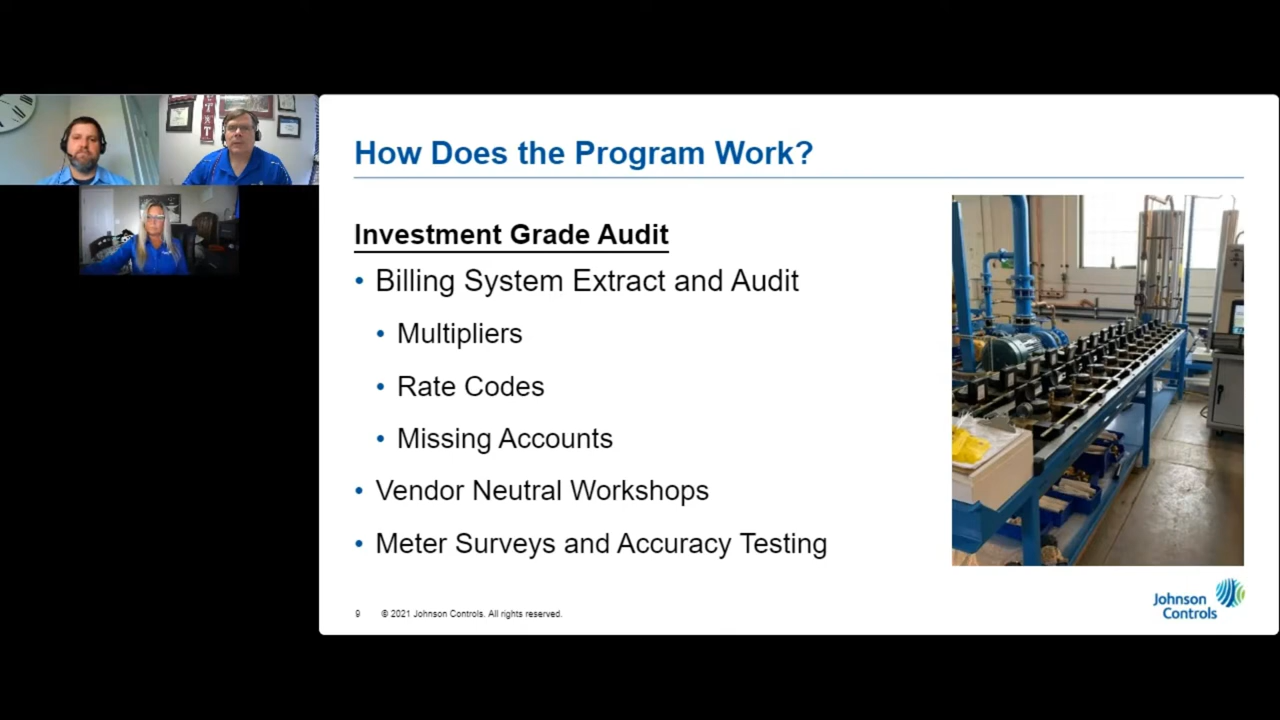 How Does the Program Work?
Investment Grade Audit
• Billing System Extract and Audit
• Multipliers
• Rate Codes
• Missing Accounts
• Vendor Neutral Workshops
• Meter Surveys and Accuracy Testing
9 © 2021 Johnson Controls. All rights reserved.
Johnson
Controls